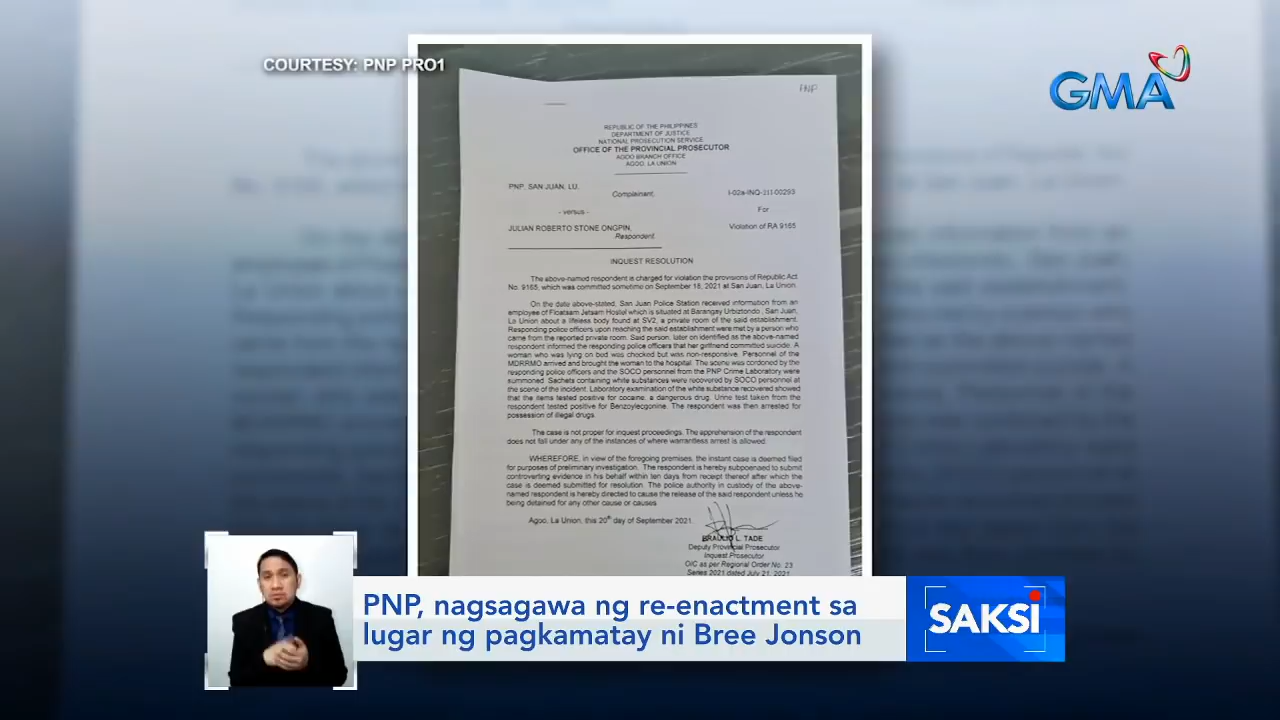 COURTESY: PNP PRO1
GMA
PNP
REPUBLIC OF THE PHILIPPINES
DEPARTMENT OF JUSTICE
NATIONAL PROSECUTION SERVICE
OFFICE OF THE PROVINCIAL PROSECUTOR
AGOO BRANCH OFFICE
AGOO, LA UNION
PNP, SAN JUAN, LU.
Complainant,
I-02a-INQ-21I-00293
- versus -
For
JULIAN ROBERTO STONE ONGPIN,
Violation of RA 9165
Respondent.
INQUEST RESOLUTION
The above-named respondent is charged for violation the provisions of Republic Act
No. 9165, which was committed sometime on September 18, 2021 at San Juan, La Union.
On the date above-stated, San Juan Police Station received information from an
employee of Flotsam Jetsam Hostel which is situated at Barangay Urbiztondo, San Juan,
La Union about a lifeless body found at SV2, a private room of the said establishment.
Responding police officers upon reaching the said establishment were met by a person who
came from the reported private room. Said person, later on identified as the above-named
respondent informed the responding police officers that her girlfriend committed suicide. A
woman who was lying on bed was checked but was non-responsive. Personnel of the
MDRRMO arrived and brought the woman to the hospital. The scene was cordoned by the
responding police officers and the SOCO personnel from the PNP Crime Laboratory were
summoned. Sachets containing white substances were recovered by SOCO personnel at
the scene of the incident. Laboratory examination of the white substance recovered showed
that the items tested positive for cocaine, a dangerous drug. Urine test taken from the
respondent tested positive for Benzoylecgonine. The respondent was then arrested for
possession of illegal drugs.
The case is not proper for inquest proceedings. The apprehension of the respondent
does not fall under any of the instances of where warrantless arrest is allowed.
WHEREFORE, in view of the foregoing premises, the instant case is deemed filed
for purposes of preliminary investigation. The respondent is hereby subpoenaed to submit
controverting evidence in his behalf within ten days from receipt thereof after which the
case is deemed submitted for resolution. The police authority in custody of the above-
named respondent is hereby directed to cause the release of the said respondent unless he
being detained for any other cause or causes.
Agoo, La Union, this 20th day of September 2021.
BRAULIO L. TADE
Deputy Provincial Prosecutor
Inquest Prosecutor
OIC as per Regional Order No. 23
Series 2021 dated July 21, 2021
PNP, nagsagawa ng re-enactment sa
lugar ng pagkamatay ni Bree Jonson
SAKSI